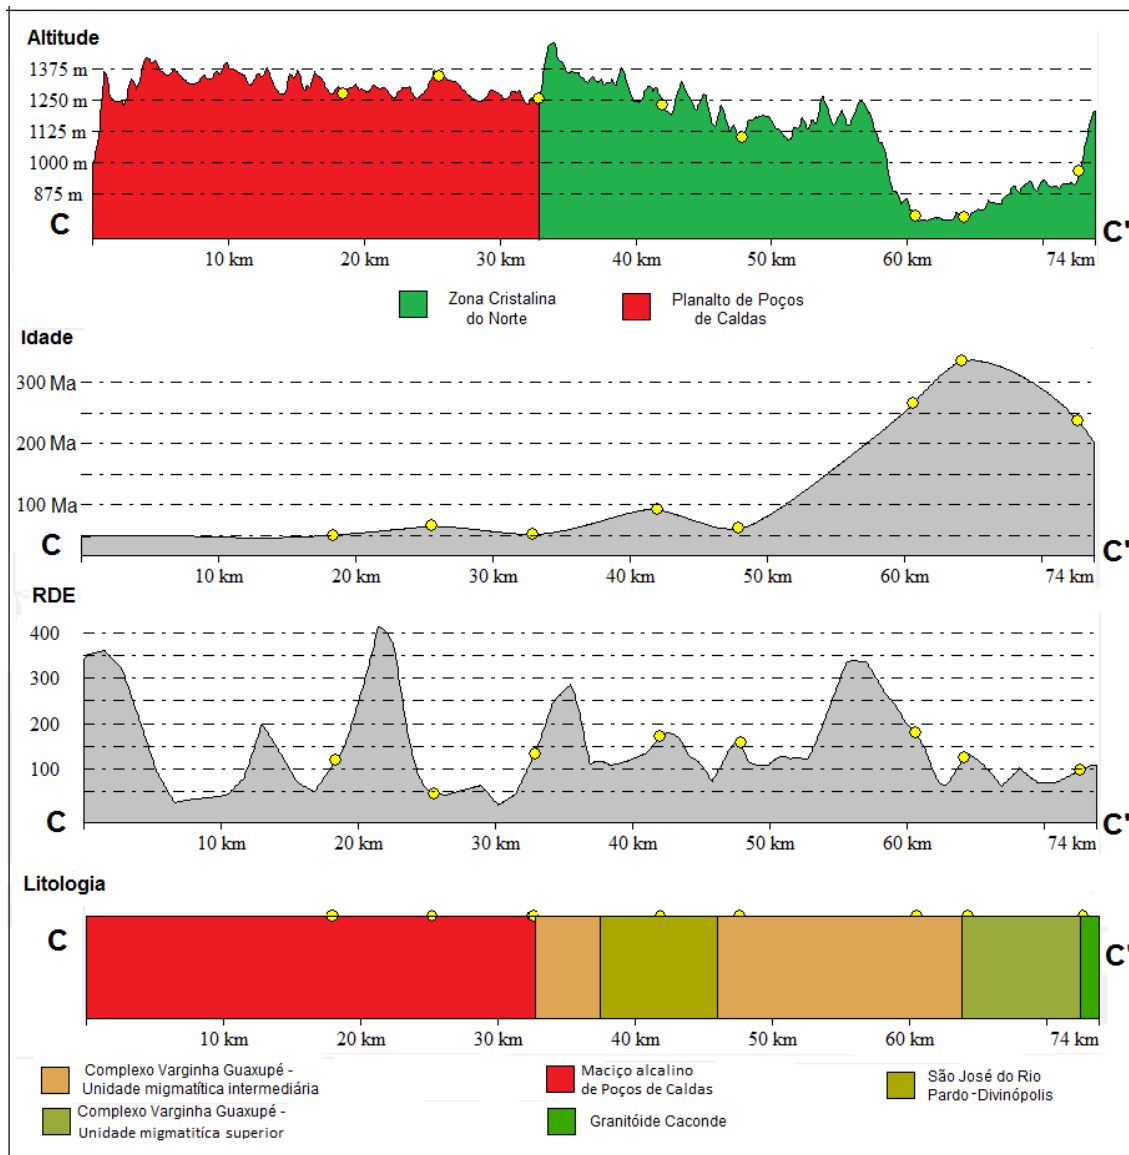 Altitude
1375 m
1250 m
1125 m
1000 m
875 m
C
C'
10 km
20 km
30 km
40 km
50 km
60 km
74 km
Zona Cristalina
do Norte
Planalto de Poços
de Caldas
Idade
300 Ma
200 Ma
100 Ma
C
C'
10 km
20 km
30 km
40 km
50 km
60 km
74 km
RDE
400
300
200
100
C
C'
10 km
20 km
30 km
40 km
50 km
60 km
74 km
Litologia
C
C'
10 km
20 km
30 km
40 km
50 km
60 km
74 km
Complexo Varginha Guaxupé -
Unidade migmatítica intermediária
Complexo Varginha Guaxupé -
Unidade migmatitíca superior
Maciço alcalino
de Poços de Caldas
Granitóide Caconde
São José do Rio
Pardo-Divinópolis